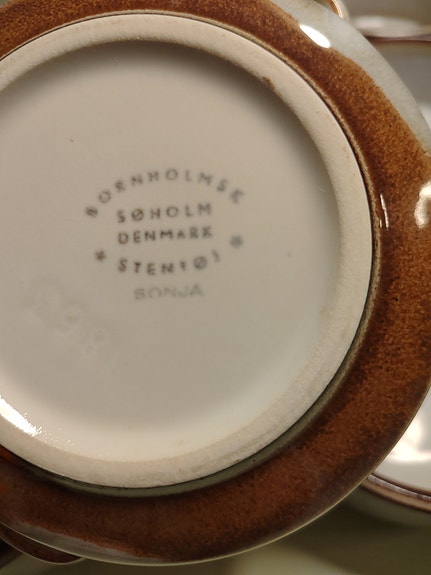 BORNHOLMSK
SØHOLM
DENMARK
* STENTØJ *
SONJA